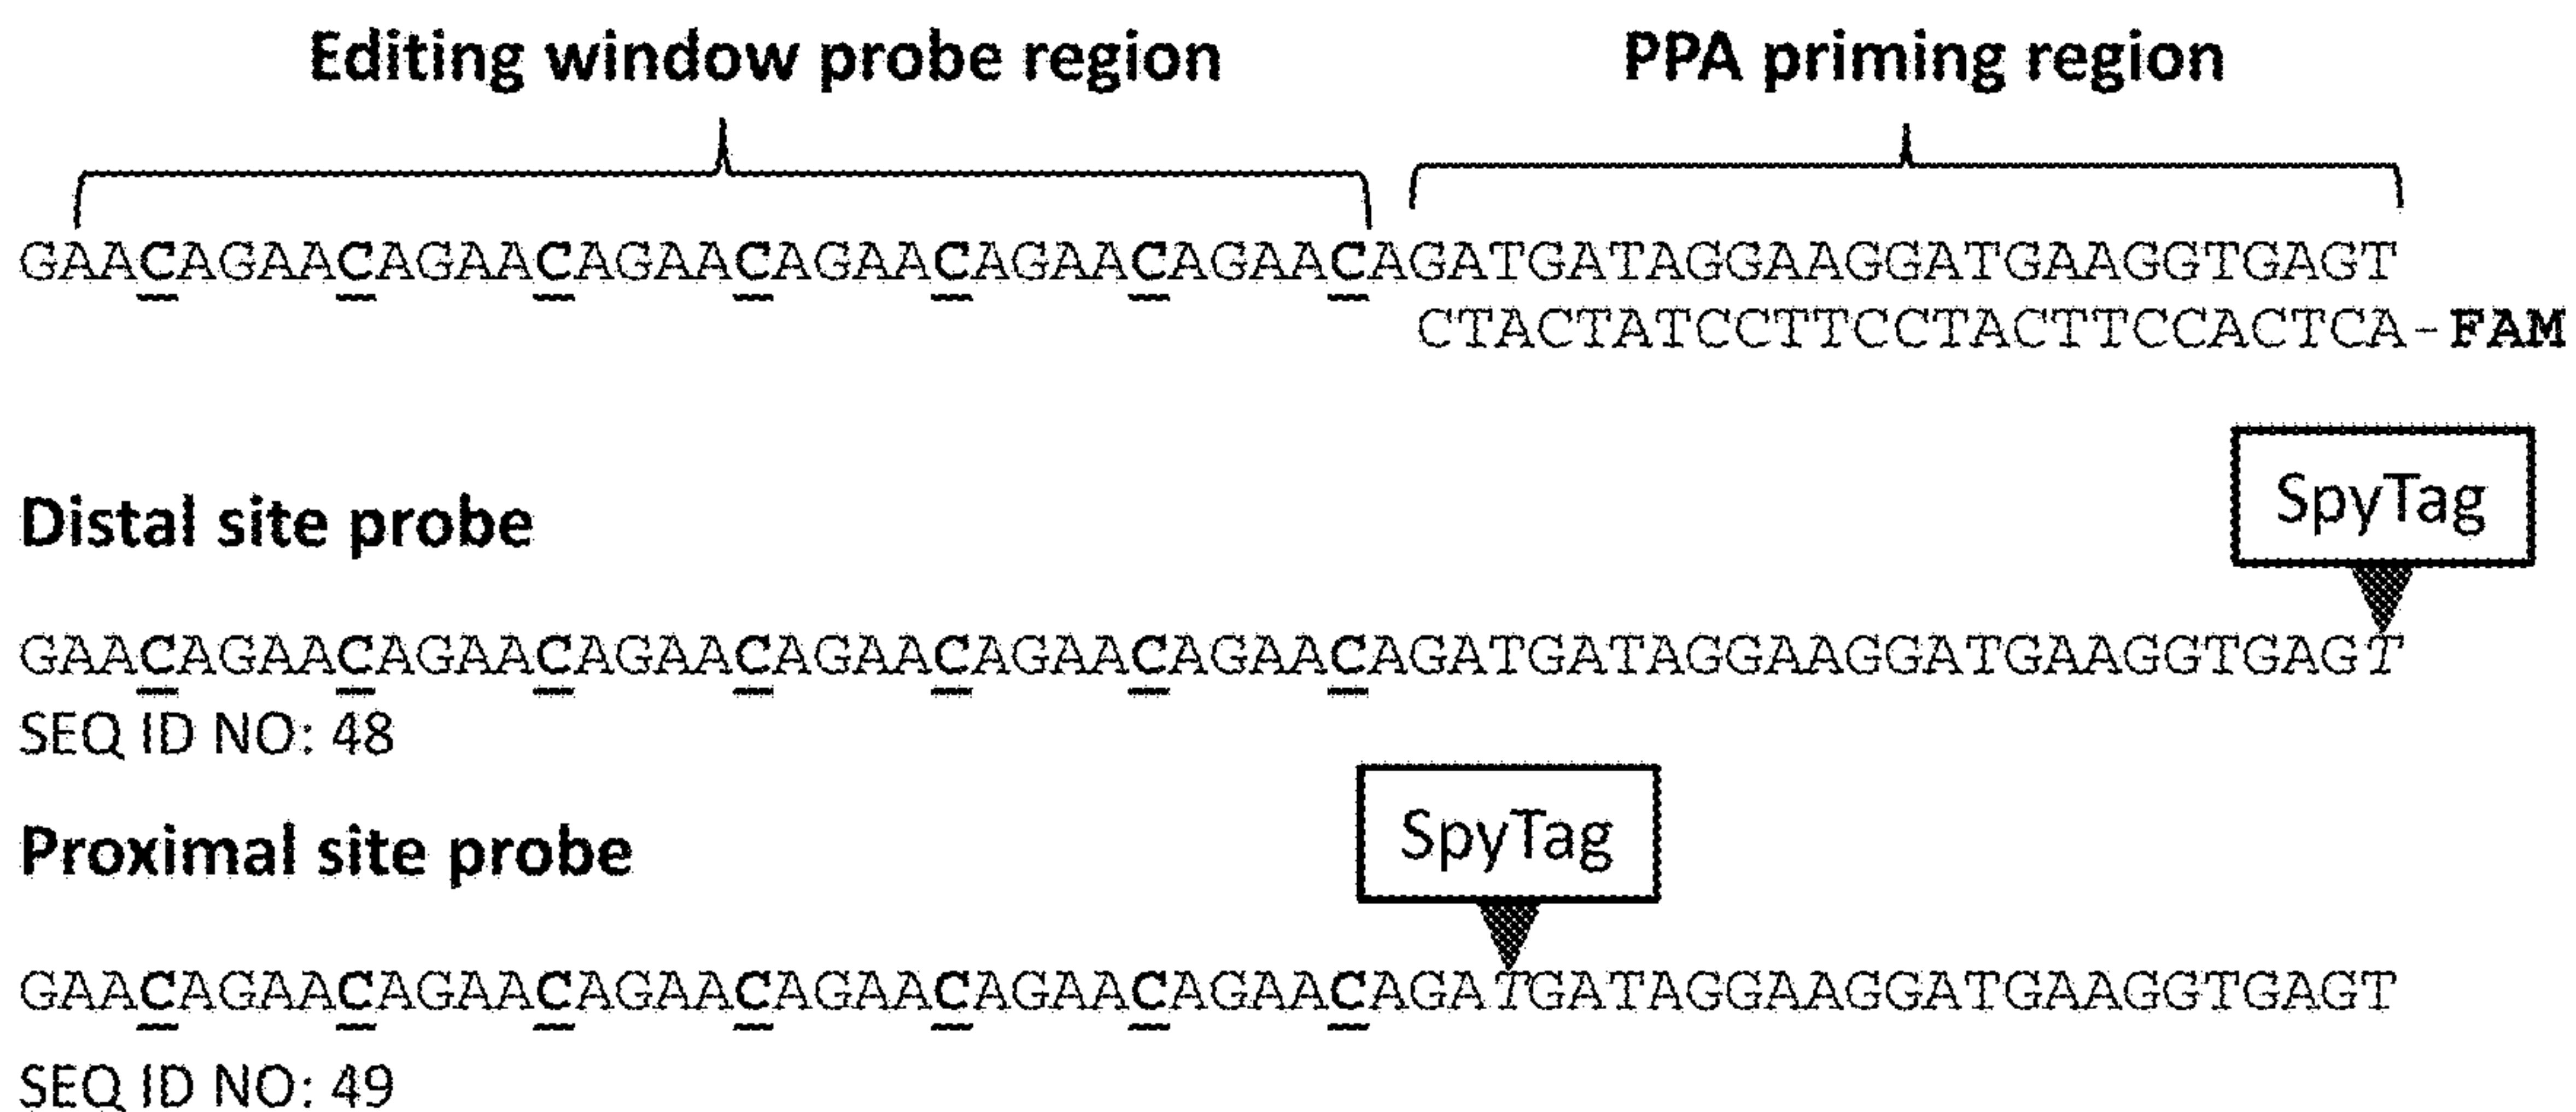 Editing window probe region PPA priming region
GAACAGAACAGAACAGAACAGAACAGAACAGAACAGATGATAGGAAGGATGAAGGTGAGT
CTACTATCCTTCCTACTTCCACTCA-FAM
SpyTag
Distal site probe
GAACAGAACAGAACAGAACAGAACAGAACAGAACAGATGATAGGAAGGATGAAGGTGAGT
SEQ ID NO: 48
SpyTag
Proximal site probe
GAACAGAACAGAACAGAACAGAACAGAACAGAACAGATGATAGGAAGGATGAAGGTGAGT
SEQ ID NO: 49